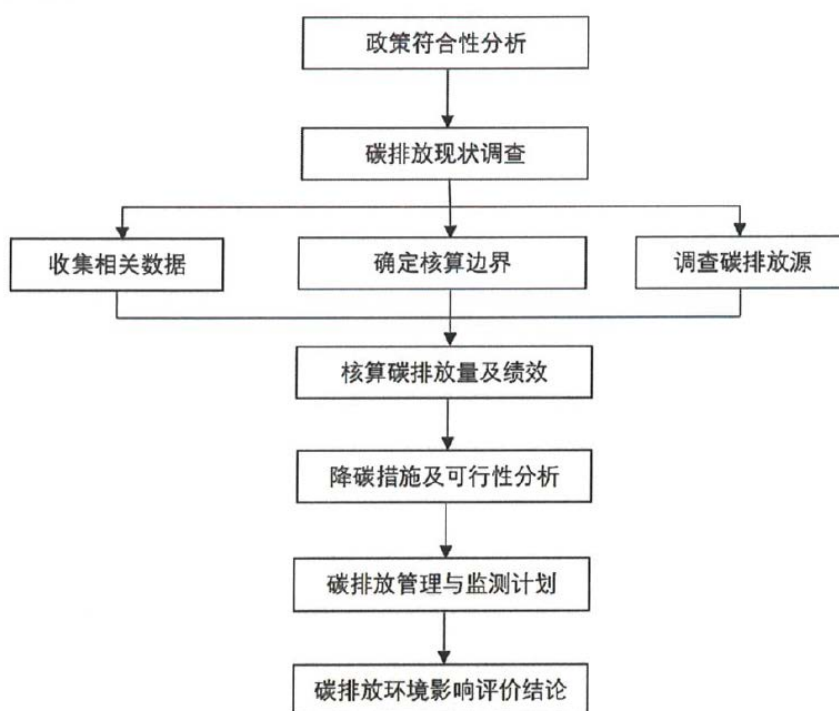 政策符合性分析
碳排放现状调查
收集相关数据
确定核算边界
调查碳排放源
核算碳排放量及绩效
降碳措施及可行性分析
碳排放管理与监测计划
碳排放环境影响评价结论